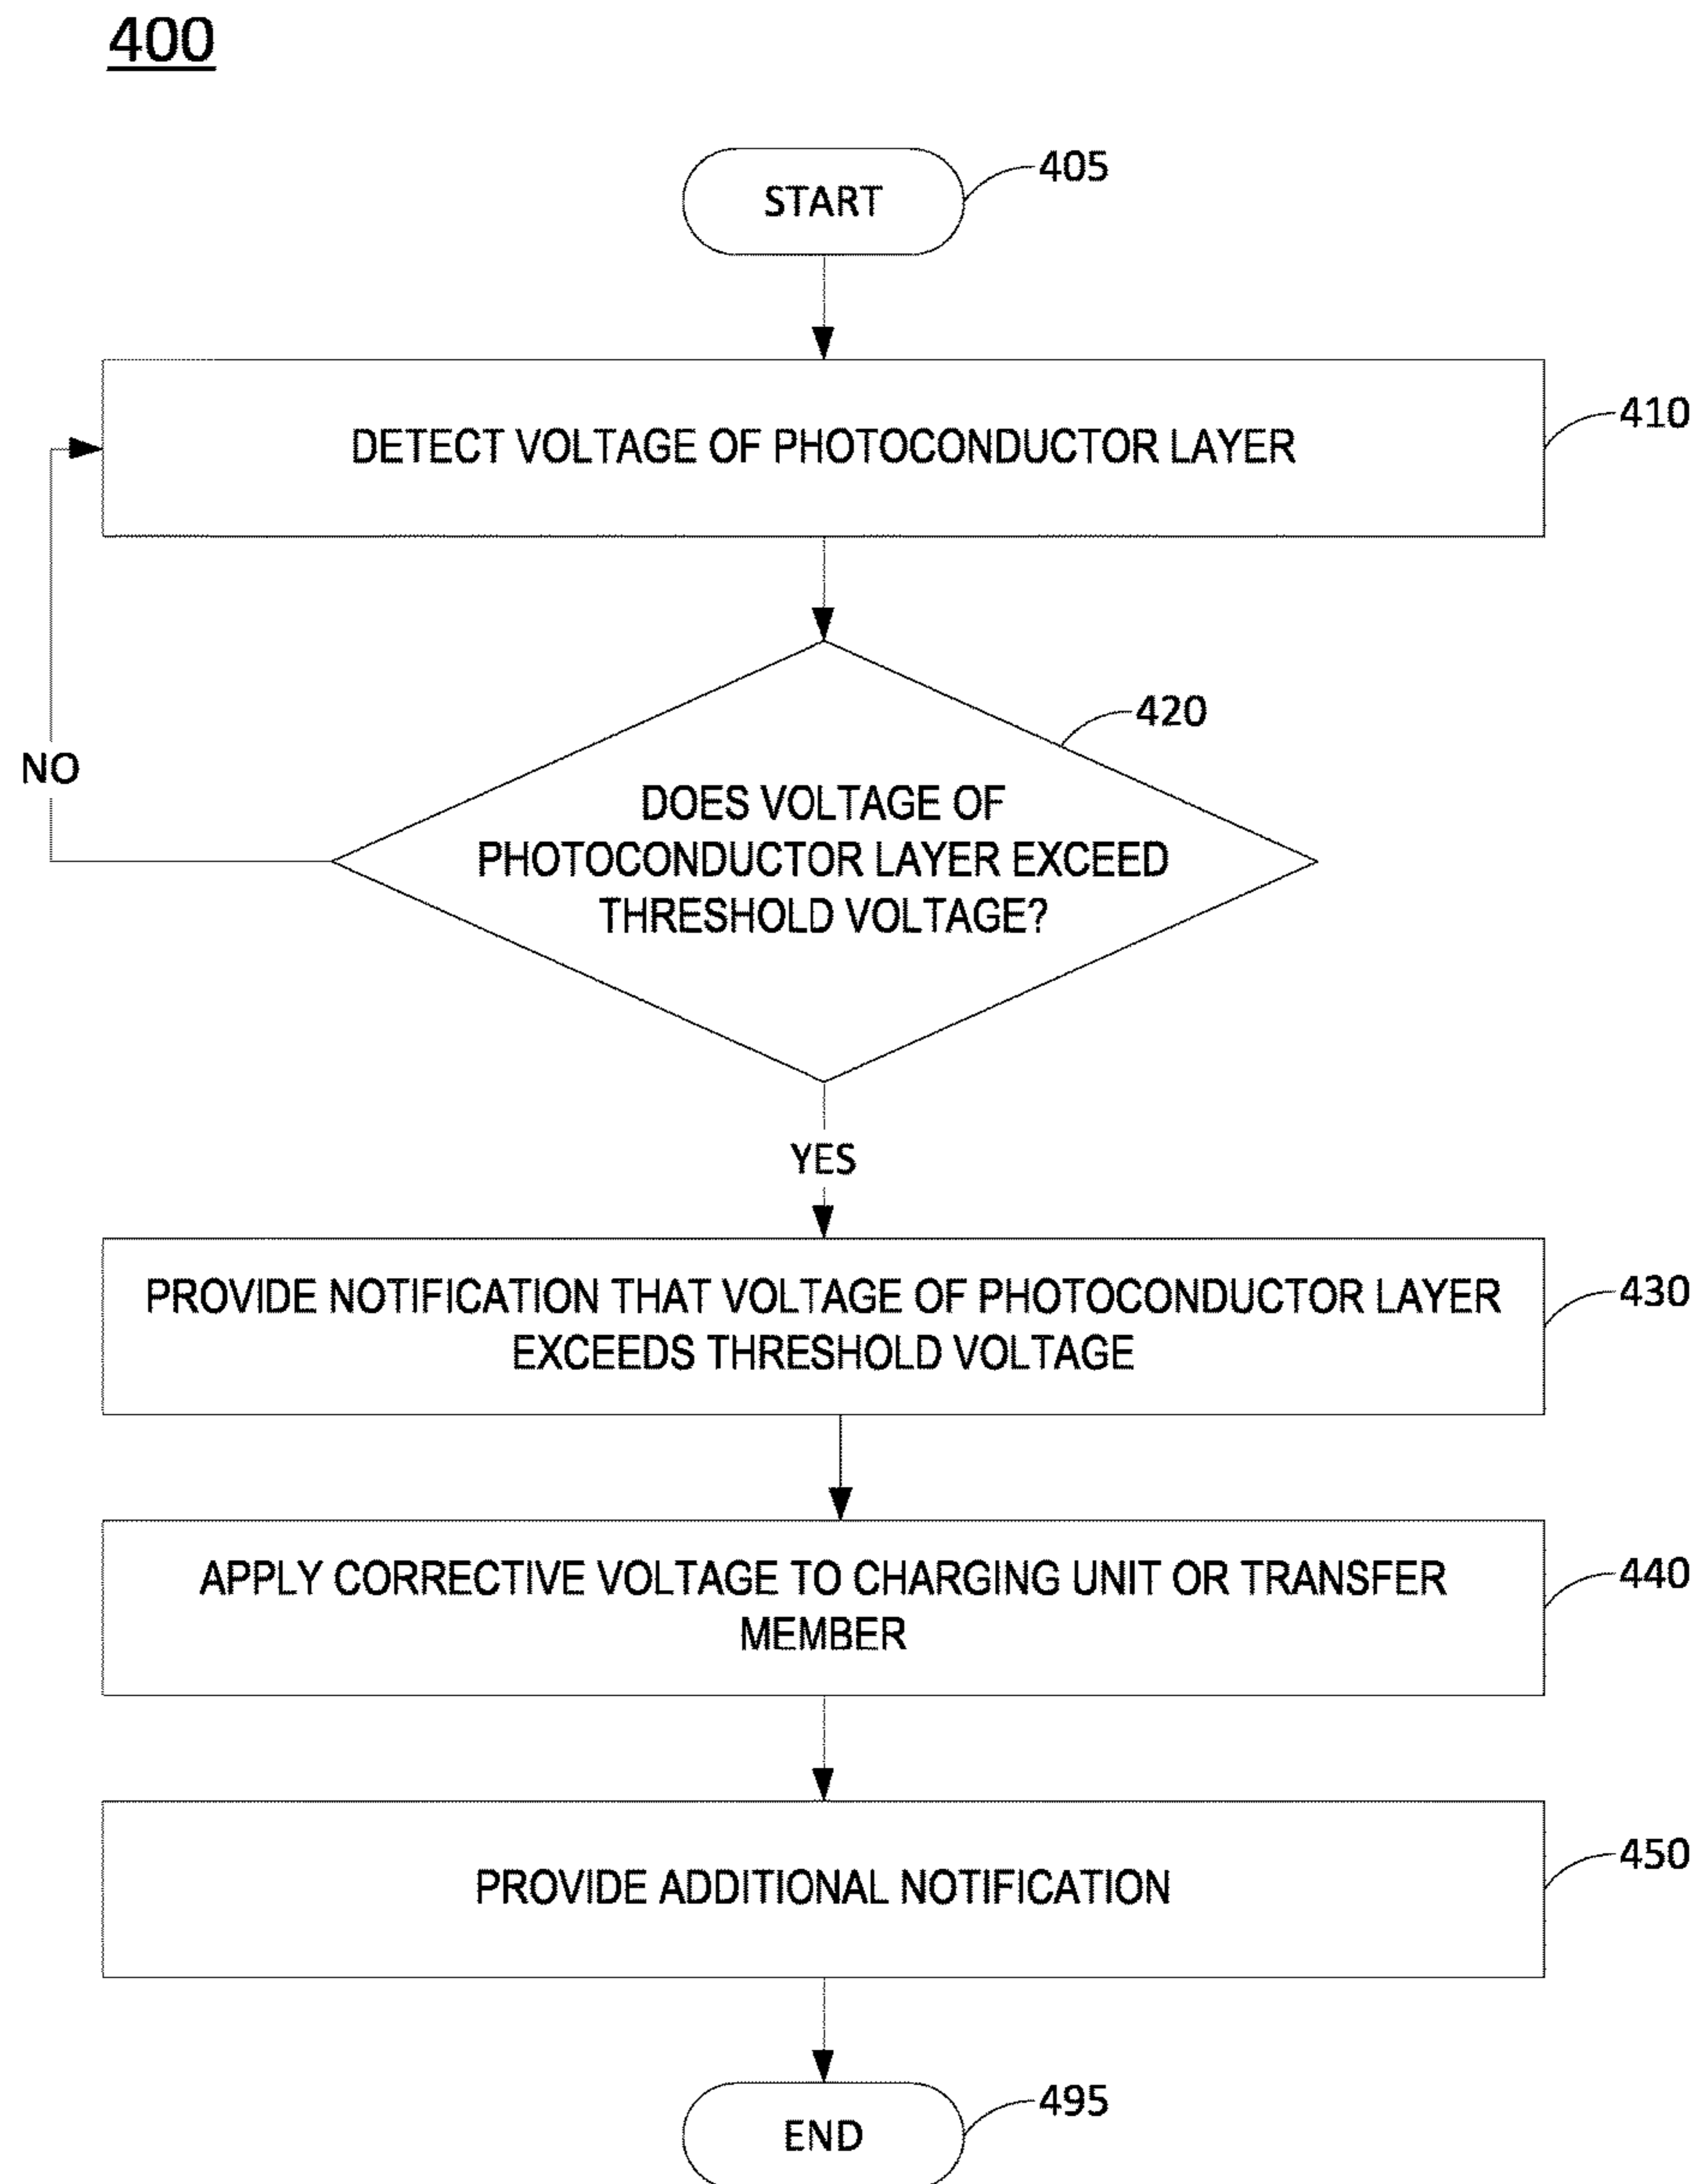 400
START
405
DETECT VOLTAGE OF PHOTOCONDUCTOR LAYER
410
420
NO
DOES VOLTAGE OF
PHOTOCONDUCTOR LAYER EXCEED
THRESHOLD VOLTAGE?
YES
PROVIDE NOTIFICATION THAT VOLTAGE OF PHOTOCONDUCTOR LAYER
EXCEEDS THRESHOLD VOLTAGE
430
APPLY CORRECTIVE VOLTAGE TO CHARGING UNIT OR TRANSFER
MEMBER
440
PROVIDE ADDITIONAL NOTIFICATION
450
END
495